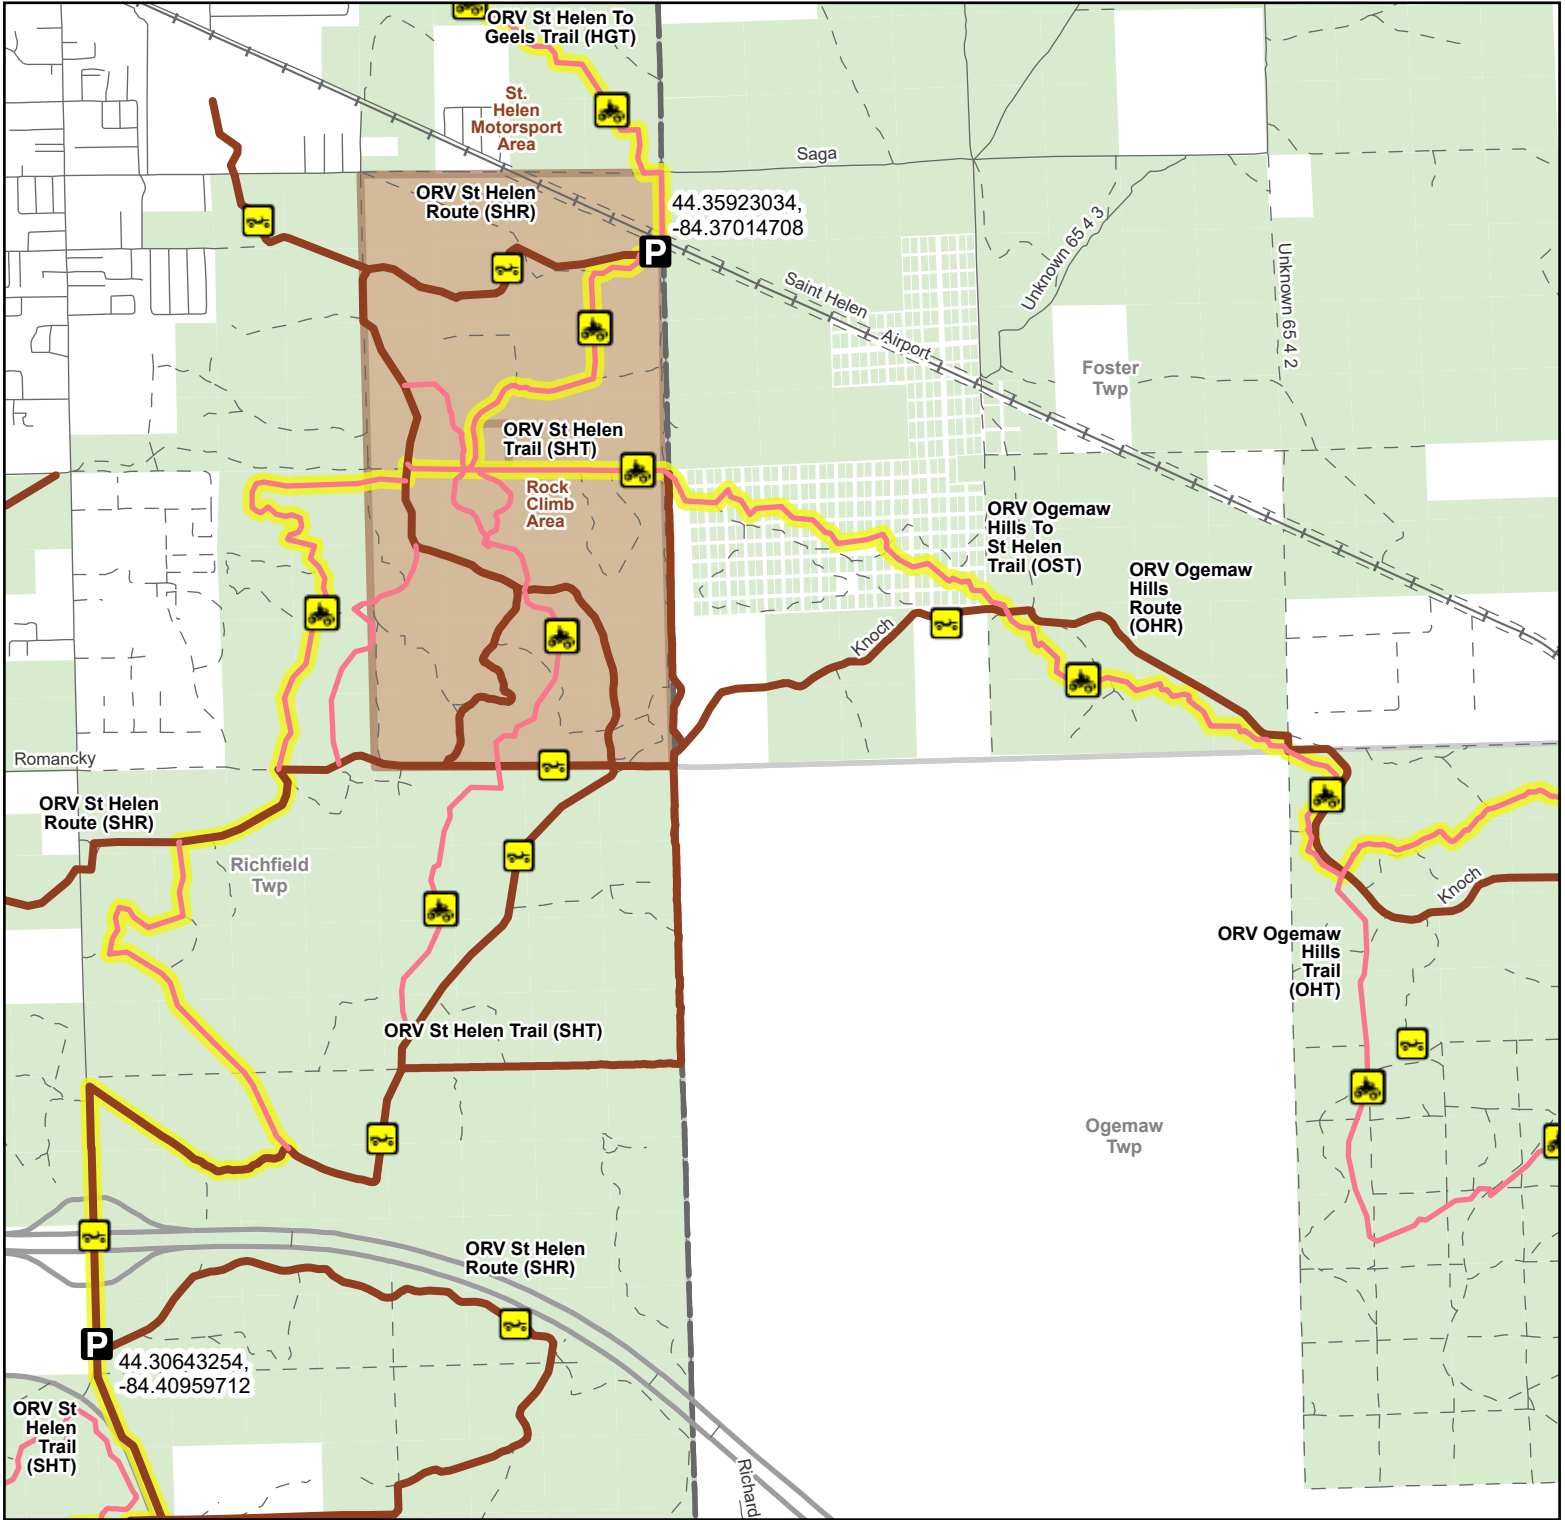 ORV St Helen To
Geels Trail (HGT)
St.
Helen
Motorsport
Area
Saga
ORV St Helen
Route (SHR)
44.35923034,
-84.37014708
P
Unknown 65 4 3
Unknown 65 4 2
Saint Helen
Airport
Foster
Twp
ORV St Helen
Trail (SHT)
Rock
Climb
Area
ORV Ogemaw
Hills To
St Helen
Trail (OST)
ORV Ogemaw
Hills
Route
(OHR)
Knoch
Romancky
ORV St Helen
Route (SHR)
Richfield
Twp
Knoch
ORV Ogemaw
Hills
Trail
(OHT)
ORV St Helen Trail (SHT)
Ogemaw
Twp
ORV St Helen
Route (SHR)
P
44.30643254,
-84.40959712
ORV St
Helen
Trail
(SHT)
Richard